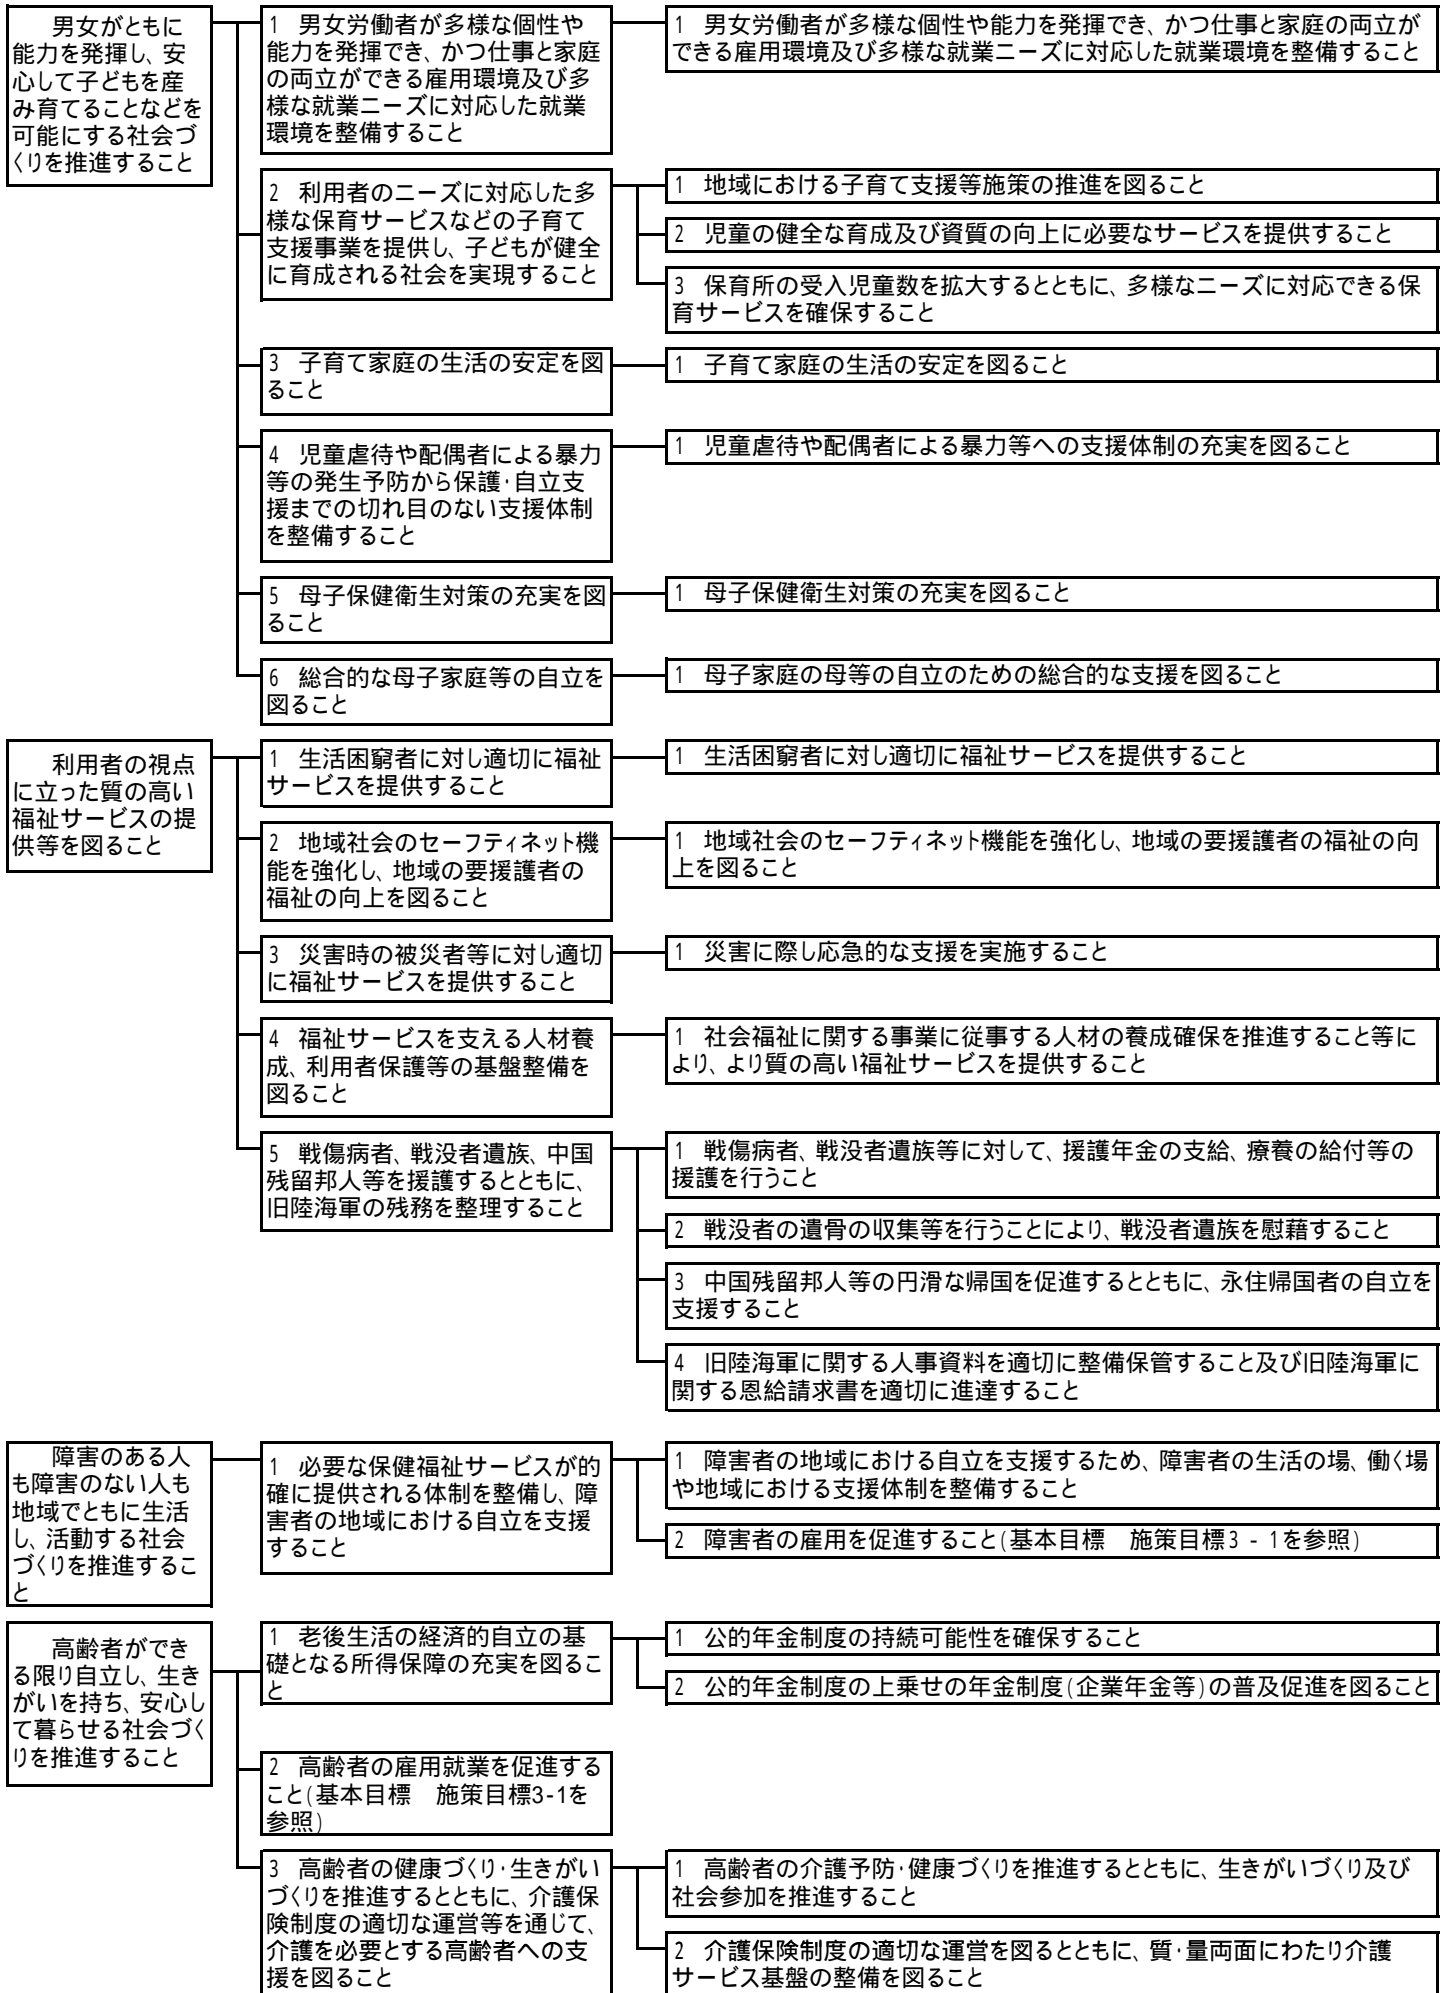 男女がともに
能力を発揮し、安
心して子どもを産
み育てることなどを
可能にする社会づ
くりを推進すること
1 男女労働者が多様な個性や
能力を発揮でき、かつ仕事と家庭
の両立ができる雇用環境及び多
様な就業ニーズに対応した就業
環境を整備すること
1 男女労働者が多様な個性や能力を発揮でき、かつ仕事と家庭の両立が
できる雇用環境及び多様な就業ニーズに対応した就業環境を整備すること
2 利用者のニーズに対応した多
様な保育サービスなどの子育て
支援事業を提供し、子どもが健全
に育成される社会を実現すること
1 地域における子育て支援等施策の推進を図ること
2 児童の健全な育成及び資質の向上に必要なサービスを提供すること
3 保育所の受入児童数を拡大するとともに、多様なニーズに対応できる保
育サービスを確保すること
3 子育て家庭の生活の安定を図
ること
1 子育て家庭の生活の安定を図ること
4 児童虐待や配偶者による暴力
等の発生予防から保護・自立支
援までの切れ目のない支援体制
を整備すること
1 児童虐待や配偶者による暴力等への支援体制の充実を図ること
5 母子保健衛生対策の充実を図
ること
1 母子保健衛生対策の充実を図ること
6 総合的な母子家庭等の自立を
図ること
1 母子家庭の母等の自立のための総合的な支援を図ること
利用者の視点
に立った質の高い
福祉サービスの提
供等を図ること
1 生活困窮者に対し適切に福祉
サービスを提供すること
1 生活困窮者に対し適切に福祉サービスを提供すること
2 地域社会のセーフティネット機
能を強化し、地域の要援護者の
福祉の向上を図ること
1 地域社会のセーフティネット機能を強化し、地域の要援護者の福祉の向
上を図ること
3 災害時の被災者等に対し適切
に福祉サービスを提供すること
1 災害に際し応急的な支援を実施すること
4 福祉サービスを支える人材養
成、利用者保護等の基盤整備を
図ること
1 社会福祉に関する事業に従事する人材の養成確保を推進すること等に
より、より質の高い福祉サービスを提供すること
5 戦傷病者、戦没者遺族、中国
残留邦人等を援護するとともに、
旧陸海軍の残務を整理すること
1 戦傷病者、戦没者遺族等に対して、援護年金の支給、療養の給付等の
援護を行うこと
2 戦没者の遺骨の収集等を行うことにより、戦没者遺族を慰藉すること
3 中国残留邦人等の円滑な帰国を促進するとともに、永住帰国者の自立を
支援すること
4 旧陸海軍に関する人事資料を適切に整備保管すること及び旧陸海軍に
関する恩給請求書を適切に進達すること
障害のある人
も障害のない人も
地域でともに生活
し、活動する社会
づくりを推進するこ
と
1 必要な保健福祉サービスが的
確に提供される体制を整備し、障
害者の地域における自立を支援
すること
1 障害者の地域における自立を支援するため、障害者の生活の場、働く場
や地域における支援体制を整備すること
2 障害者の雇用を促進すること(基本目標 施策目標3 - 1を参照)
高齢者ができ
る限り自立し、生き
がいを持ち、安心し
て暮らせる社会づく
りを推進すること
1 老後生活の経済的自立の基
礎となる所得保障の充実を図るこ
と
1 公的年金制度の持続可能性を確保すること
2 公的年金制度の上乗せの年金制度(企業年金等)の普及促進を図ること
2 高齢者の雇用就業を促進する
こと(基本目標 施策目標3-1を
参照)
3 高齢者の健康づくり・生きがい
づくりを推進するとともに、介護保
険制度の適切な運営等を通じて、
介護を必要とする高齢者への支
援を図ること
1 高齢者の介護予防・健康づくりを推進するとともに、生きがいづくり及び
社会参加を推進すること
2 介護保険制度の適切な運営を図るとともに、質・量両面にわたり介護
サービス基盤の整備を図ること